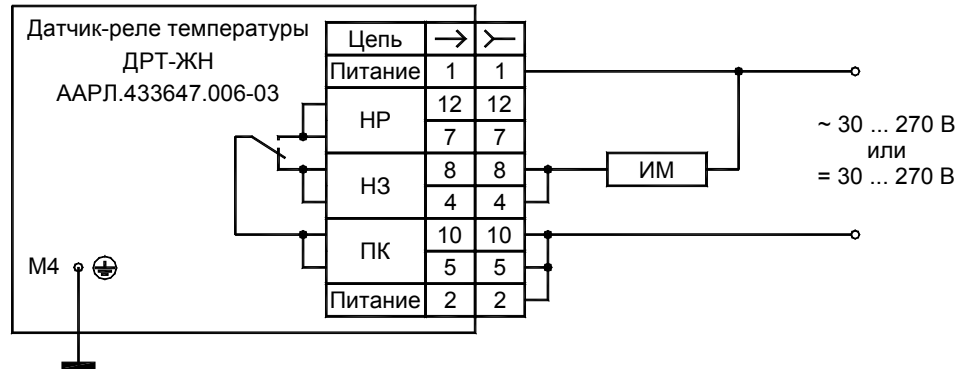 Датчик-реле температуры
ДРТ-ЖН
ААРЛ.433647.006-03
Цепь
Питание 1 1
НР
12 12
7 7
НЗ
8 8
4 4
ПК
10 10
5 5
Питание 2 2
ИМ
~ 30 ... 270 В
или
= 30 ... 270 В
М4